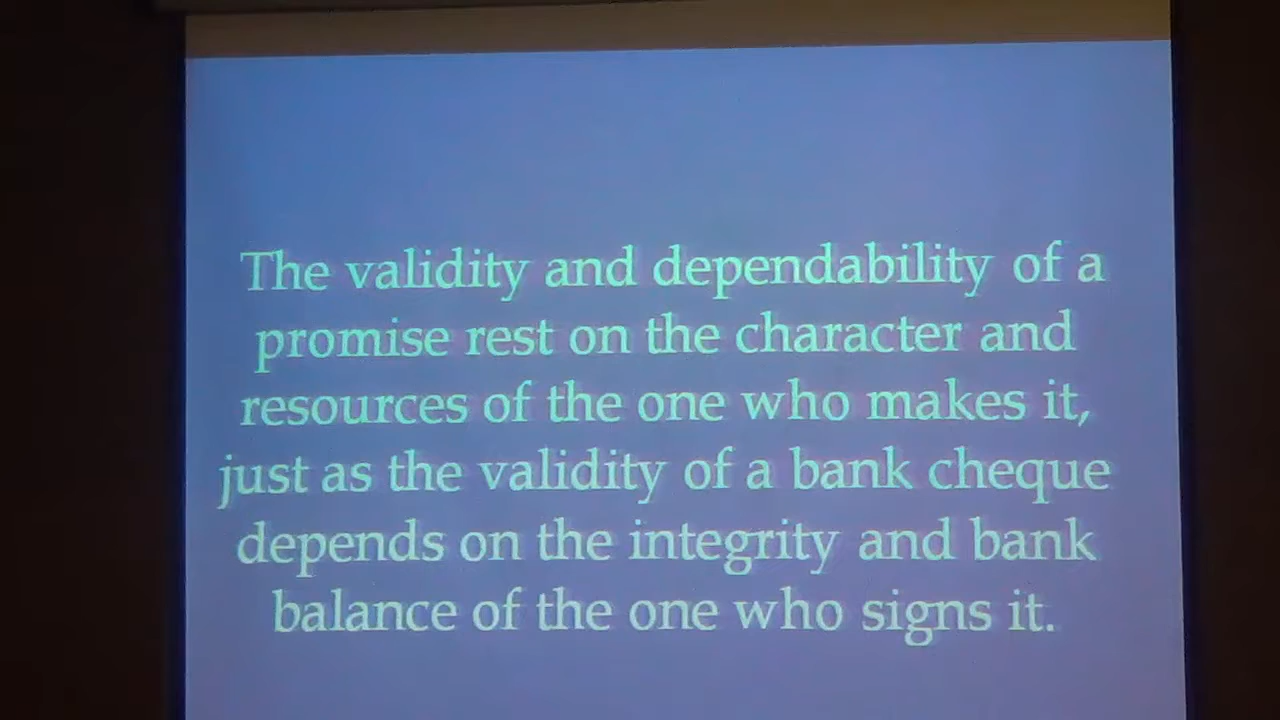 The validity and dependability of a
promise rest on the character and
resources of the one who makes it,
just as the validity of a bank cheque
depends on the integrity and bank
balance of the one who signs it.